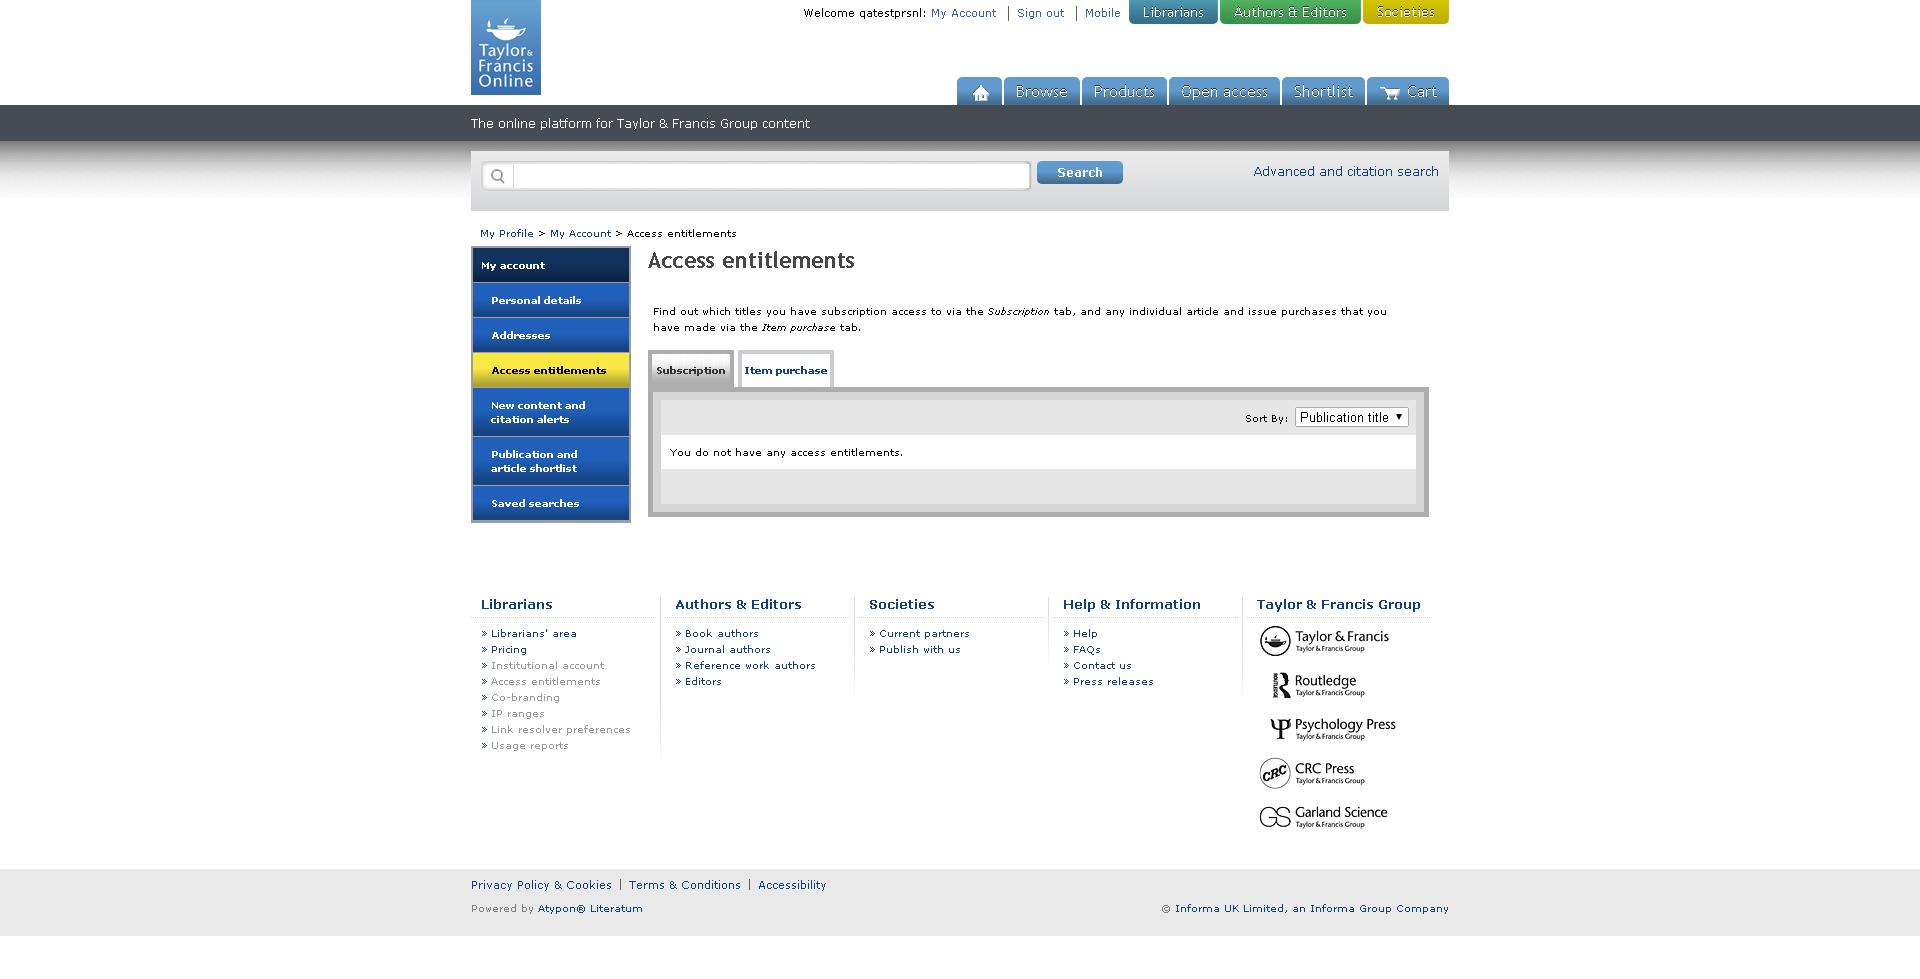 Welcome qatestprsnl: My Account | Sign out | Mobile Librarians Authors & Editors Societies
Taylor &
Francis
Online
Browse Products Open access Shortlist Cart
The online platform for Taylor & Francis Group content
Search Advanced and citation search
My Profile > My Account > Access entitlements
My account
Personal details
Addresses
Access entitlements
New content and
citation alerts
Publication and
article shortlist
Saved searches
Access entitlements
Find out which titles you have subscription access to via the Subscription tab, and any individual article and issue purchases that you
have made via the Item purchase tab.
Subscription Item purchase
Sort By: Publication title
You do not have any access entitlements.
Librarians
» Librarians' area
» Pricing
» Institutional account
» Access entitlements
» Co-branding
» IP ranges
» Link resolver preferences
» Usage reports
Authors & Editors
» Book authors
» Journal authors
» Reference work authors
» Editors
Societies
» Current partners
» Publish with us
Help & Information
» Help
» FAQs
» Contact us
» Press releases
Taylor & Francis Group
Taylor & Francis
Taylor & Francis Group
ROUTLEDGE
Routledge
Taylor & Francis Group
Psychology Press
Taylor & Francis Group
CRC
CRC Press
Taylor & Francis Group
GS
Garland Science
Taylor & Francis Group
Privacy Policy & Cookies | Terms & Conditions | Accessibility
Powered by Atypon® Literatum
© Informa UK Limited, an Informa Group Company